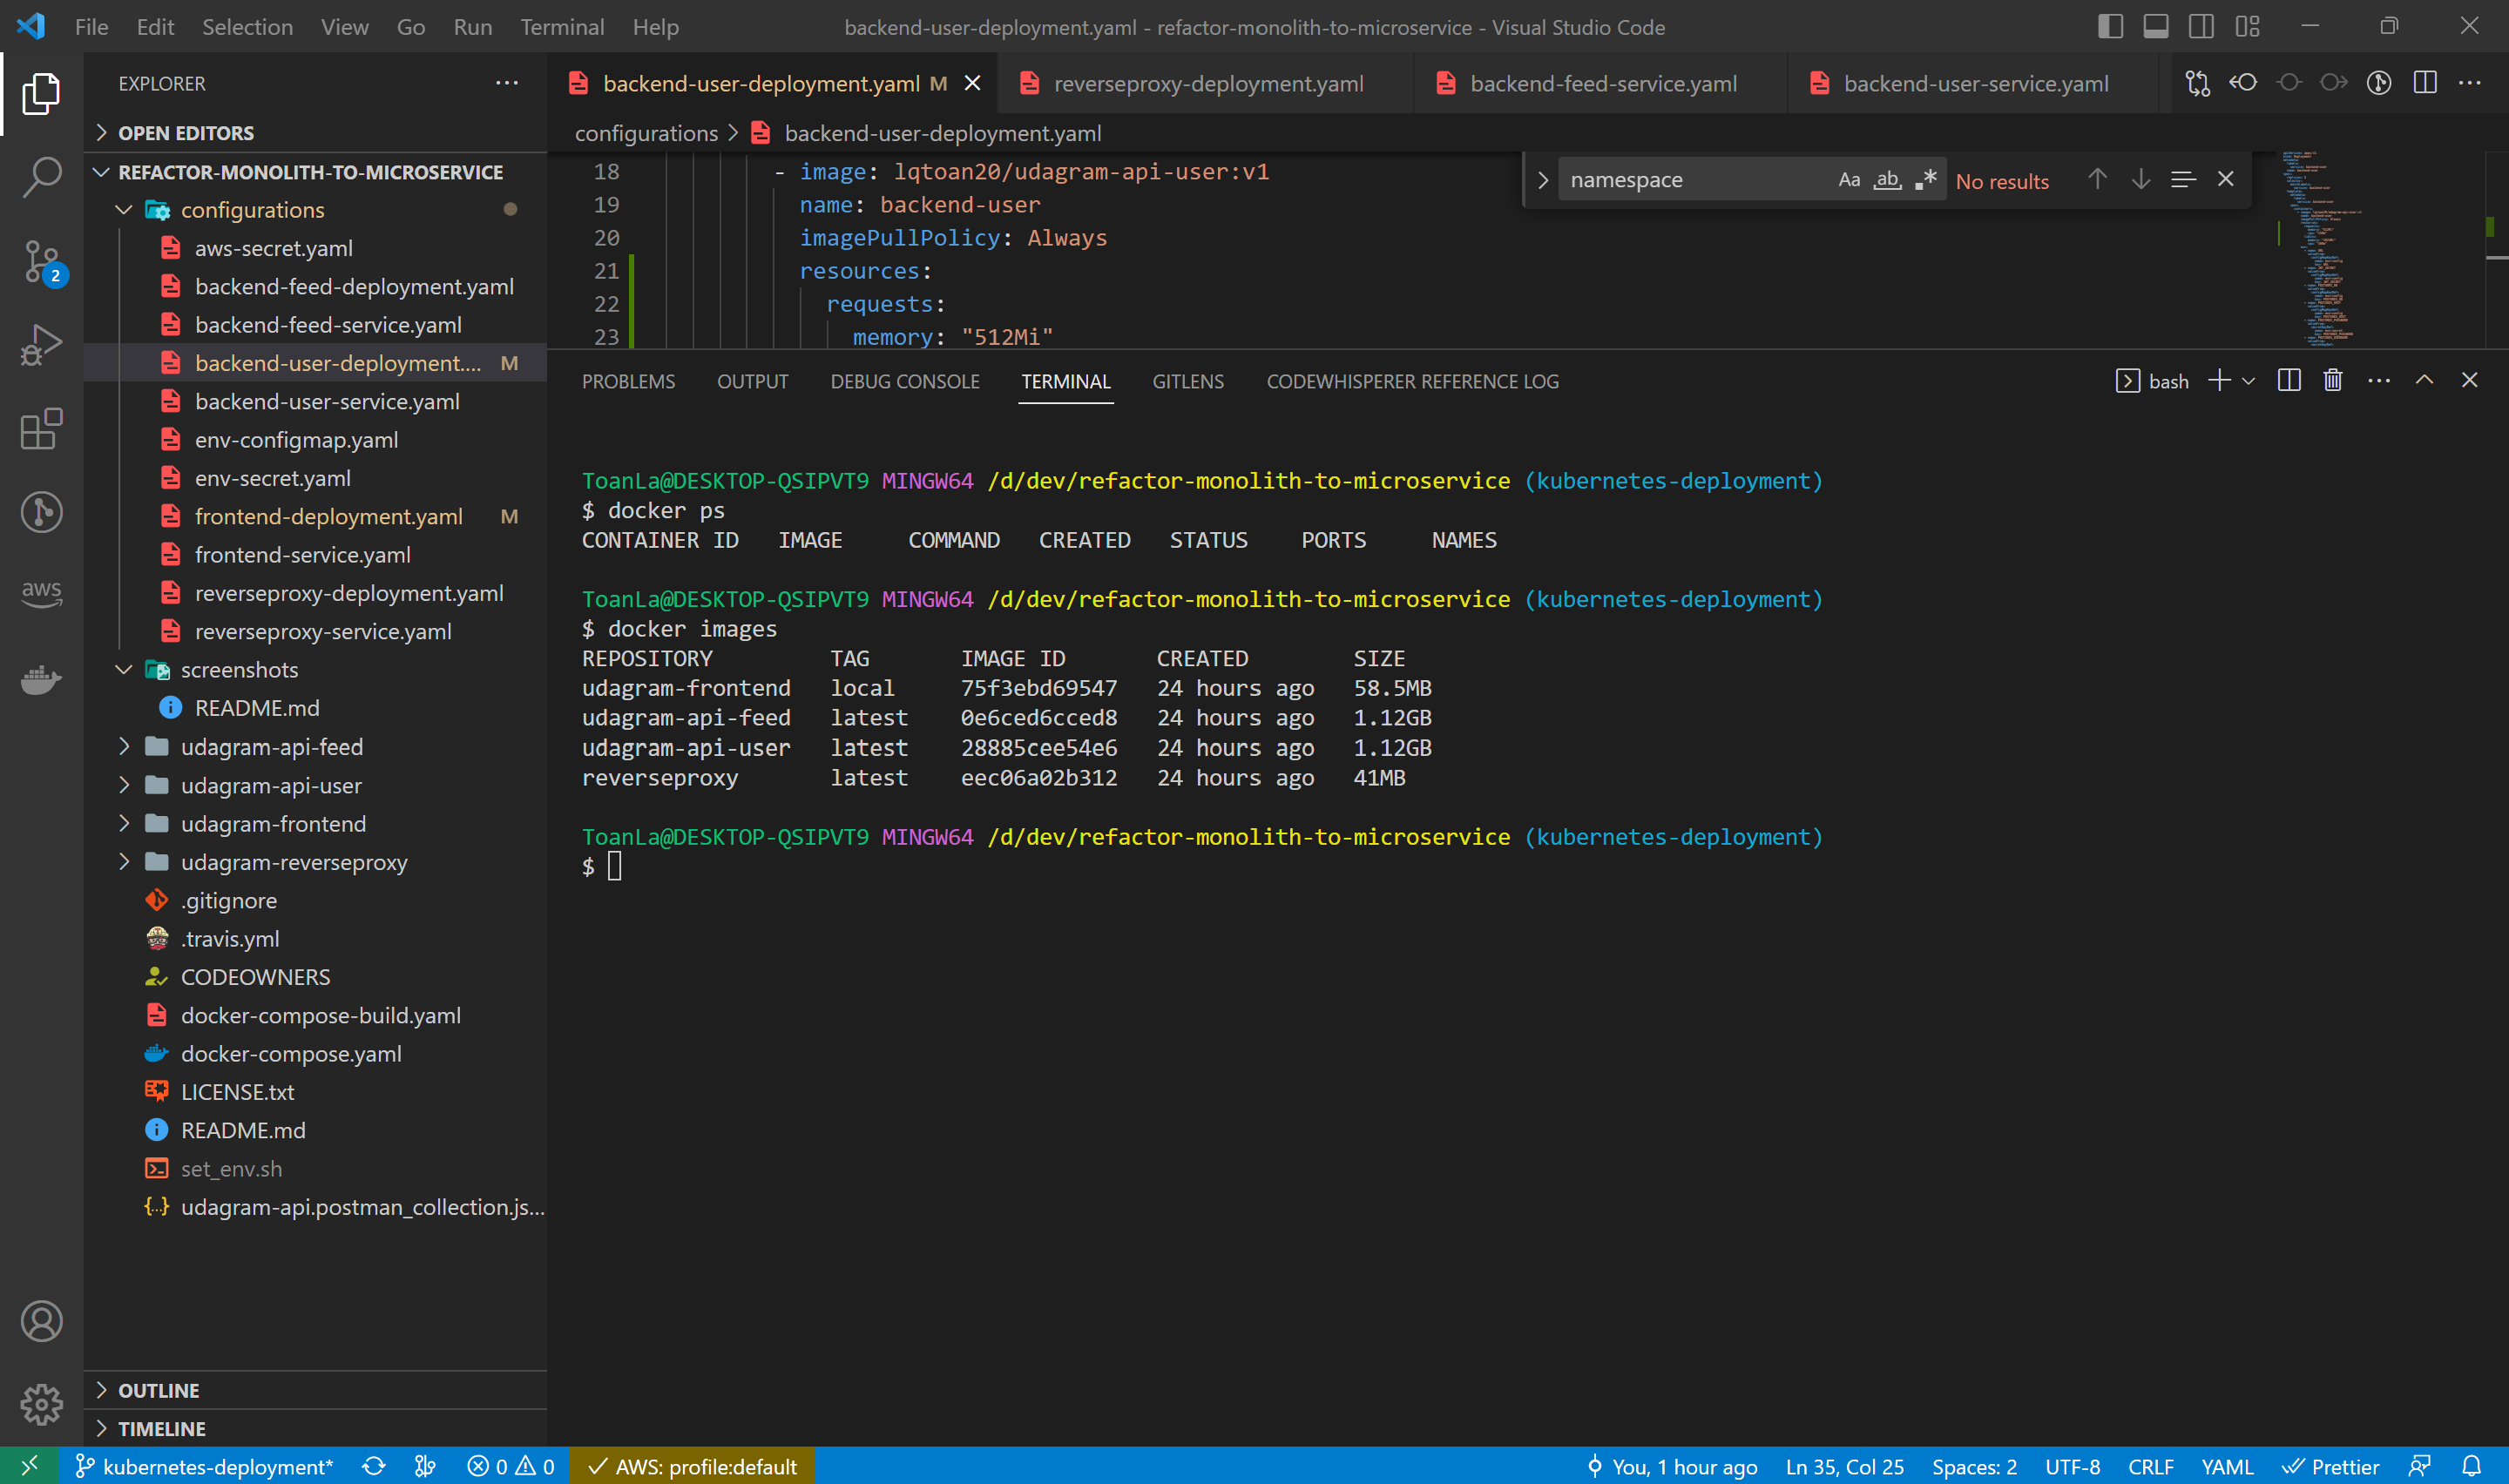 File Edit Selection View Go Run Terminal Help
backend-user-deployment.yaml - refactor-monolith-to-microservice - Visual Studio Code
EXPLORER
OPEN EDITORS
REFACTOR-MONOLITH-TO-MICROSERVICE
configurations
aws-secret.yaml
backend-feed-deployment.yaml
backend-feed-service.yaml
backend-user-deployment.... M
backend-user-service.yaml
env-configmap.yaml
env-secret.yaml
frontend-deployment.yaml M
frontend-service.yaml
reverseproxy-deployment.yaml
reverseproxy-service.yaml
screenshots
README.md
udagram-api-feed
udagram-api-user
udagram-frontend
udagram-reverseproxy
.gitignore
.travis.yml
CODEOWNERS
docker-compose-build.yaml
docker-compose.yaml
LICENSE.txt
README.md
set_env.sh
udagram-api.postman_collection.js...
OUTLINE
TIMELINE
2
aws
backend-user-deployment.yaml M
reverseproxy-deployment.yaml
backend-feed-service.yaml
backend-user-service.yaml
configurations > backend-user-deployment.yaml
18 - image: lqtoan20/udagram-api-user:v1
19 name: backend-user
20 imagePullPolicy: Always
21 resources:
22 requests:
23 memory: "512Mi"
namespace Aa ab No results
PROBLEMS OUTPUT DEBUG CONSOLE TERMINAL GITLENS CODEWHISPERER REFERENCE LOG
bash
ToanLa@DESKTOP-QSIPVT9 MINGW64 /d/dev/refactor-monolith-to-microservice (kubernetes-deployment)
$ docker ps
CONTAINER ID IMAGE COMMAND CREATED STATUS PORTS NAMES
ToanLa@DESKTOP-QSIPVT9 MINGW64 /d/dev/refactor-monolith-to-microservice (kubernetes-deployment)
$ docker images
REPOSITORY TAG IMAGE ID CREATED SIZE
udagram-frontend local 75f3ebd69547 24 hours ago 58.5MB
udagram-api-feed latest 0e6ced6cced8 24 hours ago 1.12GB
udagram-api-user latest 28885cee54e6 24 hours ago 1.12GB
reverseproxy latest eec06a02b312 24 hours ago 41MB
ToanLa@DESKTOP-QSIPVT9 MINGW64 /d/dev/refactor-monolith-to-microservice (kubernetes-deployment)
$
kubernetes-deployment* 0 0 AWS: profile:default You, 1 hour ago Ln 35, Col 25 Spaces: 2 UTF-8 CRLF YAML Prettier